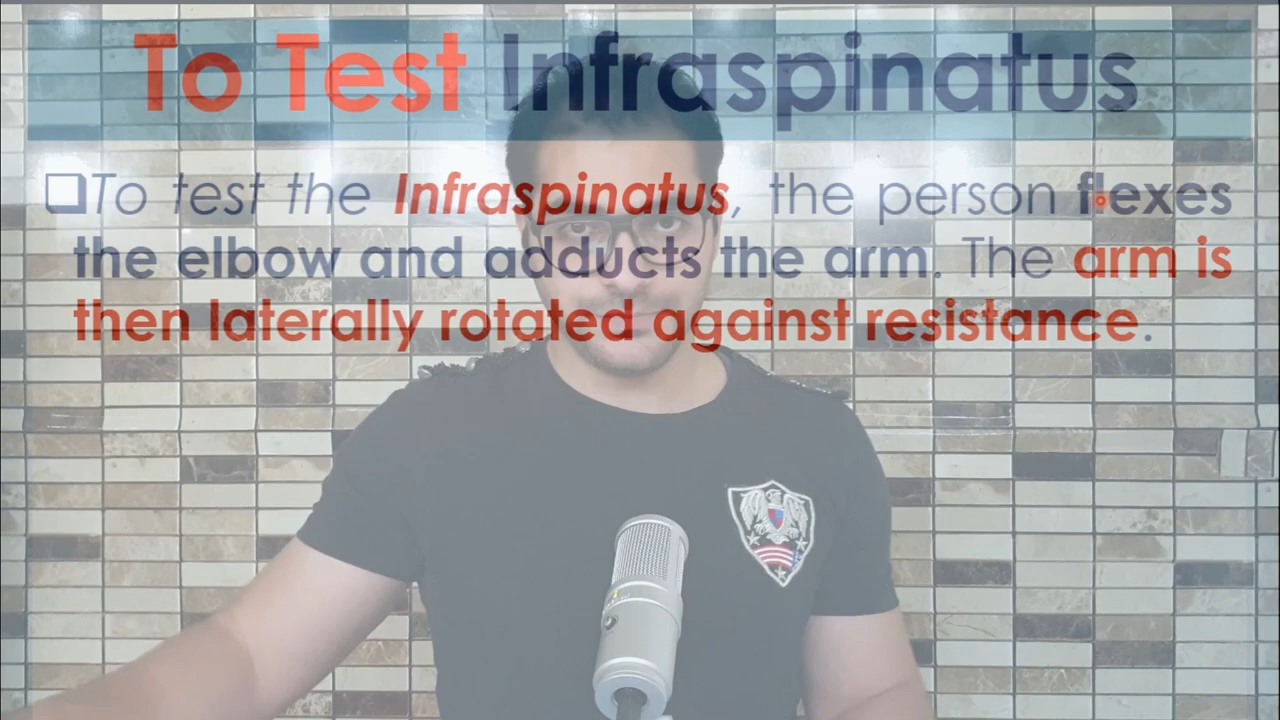 To Test Infraspinatus
❑To test the Infraspinatus, the person flexes
the elbow and adducts the arm. The arm is
then laterally rotated against resistance.